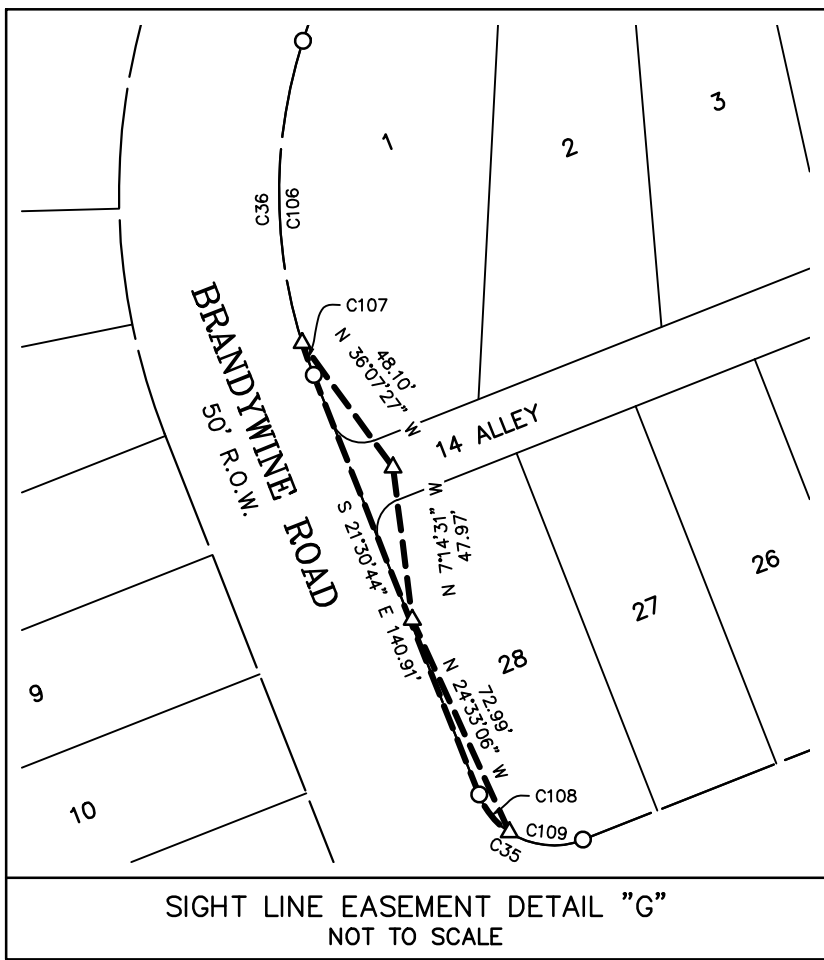 1
2
3
C36
C106
C107
48.10'
N 36°07'27" W
BRANDYWINE ROAD
50' R.O.W.
14 ALLEY
47.97'
N 7°14'31" W
S 21°30'44" E 140.91'
26
27
28
72.99'
N 24°33'06" W
9
10
C108
C109
C35
SIGHT LINE EASEMENT DETAIL "G"
NOT TO SCALE